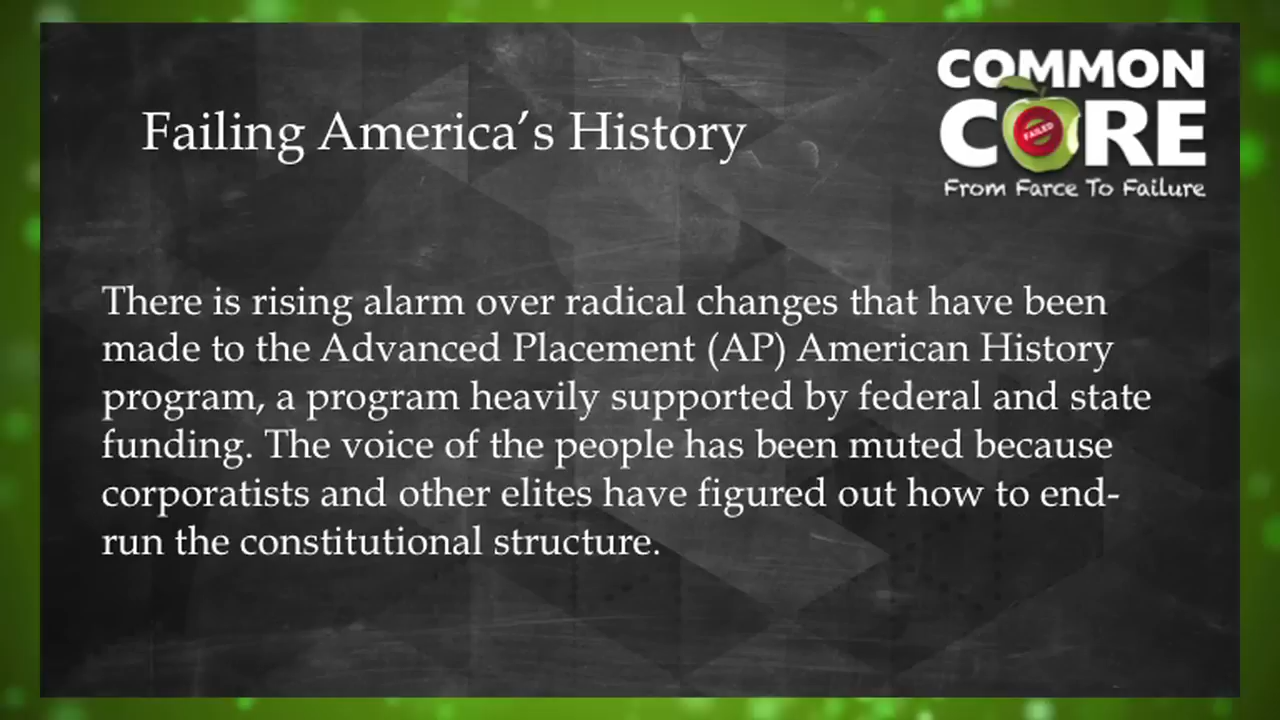 COMMON
CORE
FAILED
From Farce To Failure
Failing America’s History
There is rising alarm over radical changes that have been
made to the Advanced Placement (AP) American History
program, a program heavily supported by federal and state
funding. The voice of the people has been muted because
corporatists and other elites have figured out how to end-
run the constitutional structure.